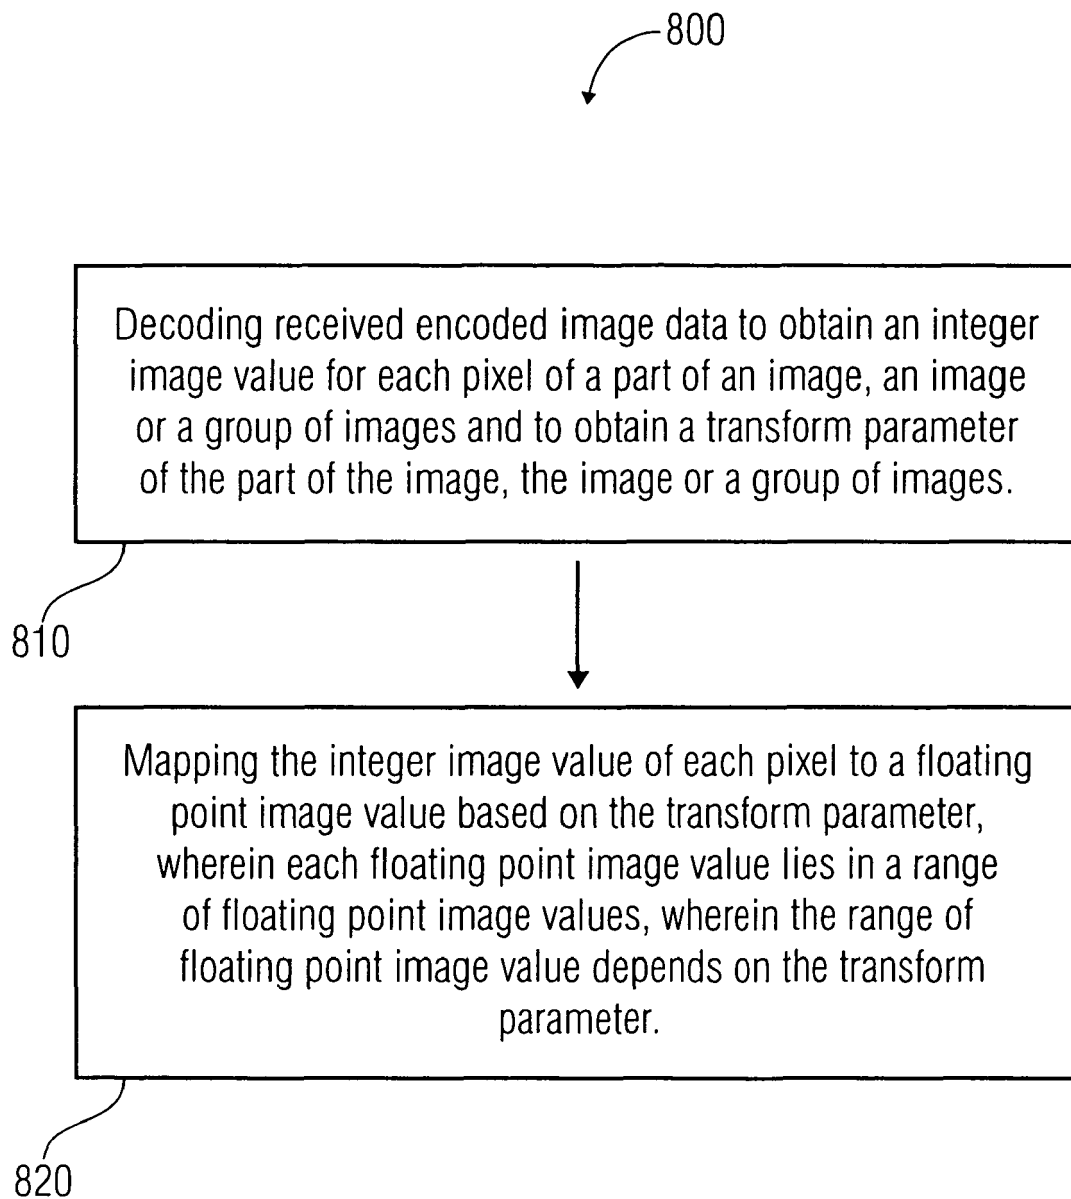 800
Decoding received encoded image data to obtain an integer
image value for each pixel of a part of an image, an image
or a group of images and to obtain a transform parameter
of the part of the image, the image or a group of images.
810
Mapping the integer image value of each pixel to a floating
point image value based on the transform parameter,
wherein each floating point image value lies in a range
of floating point image values, wherein the range of
floating point image value depends on the transform
parameter.
820